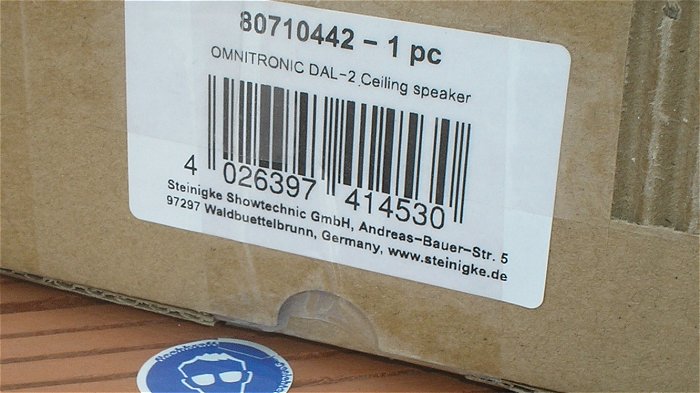 80710442 – 1 pc
OMNITRONIC DAL-2 Ceiling speaker
4 026397 414530
Steinigke Showtechnic GmbH, Andreas-Bauer-Str. 5
97297 Waldbuettelbrunn, Germany, www.steinigke.de